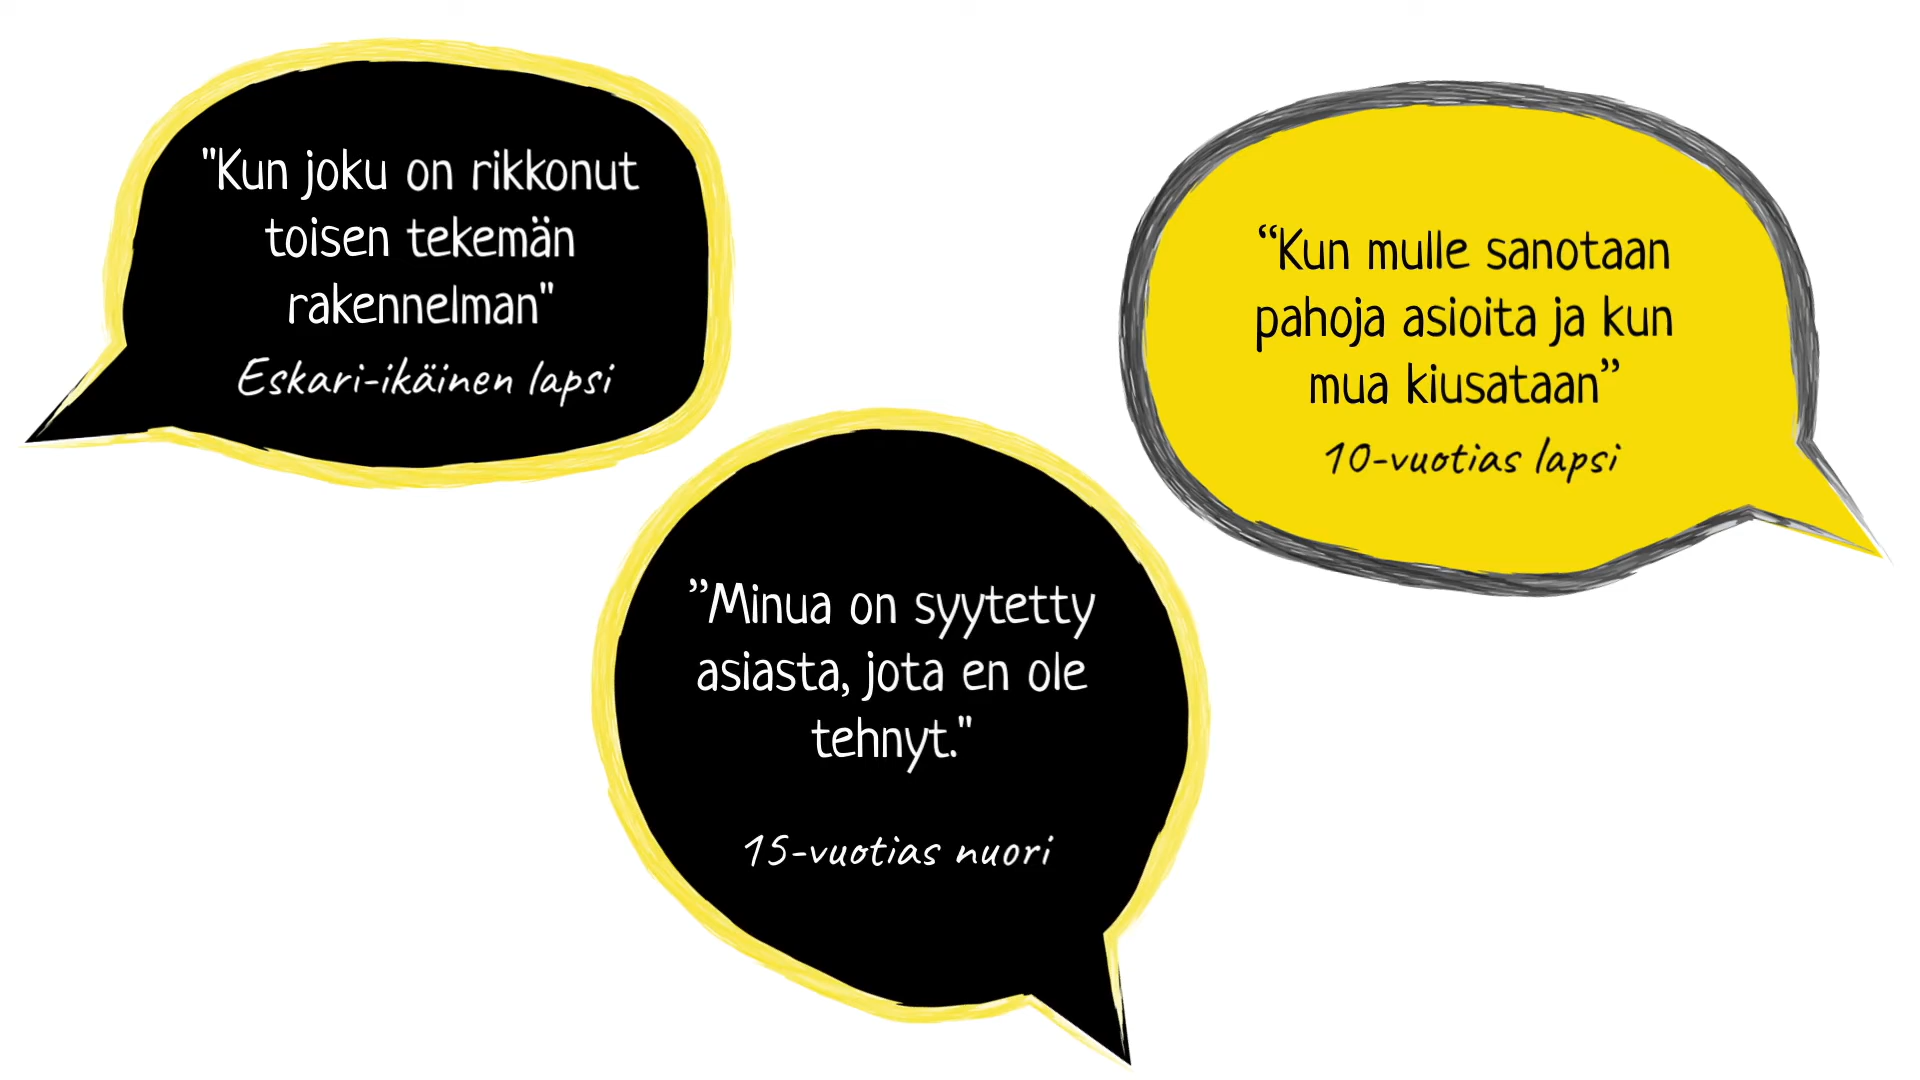 "Kun joku on rikkonut
toisen tekemän
rakennelman"
Eskari-ikäinen lapsi
“Kun mulle sanotaan
pahoja asioita ja kun
mua kiusataan”
10-vuotias lapsi
”Minua on syytetty
asiasta, jota en ole
tehnyt."
15-vuotias nuori